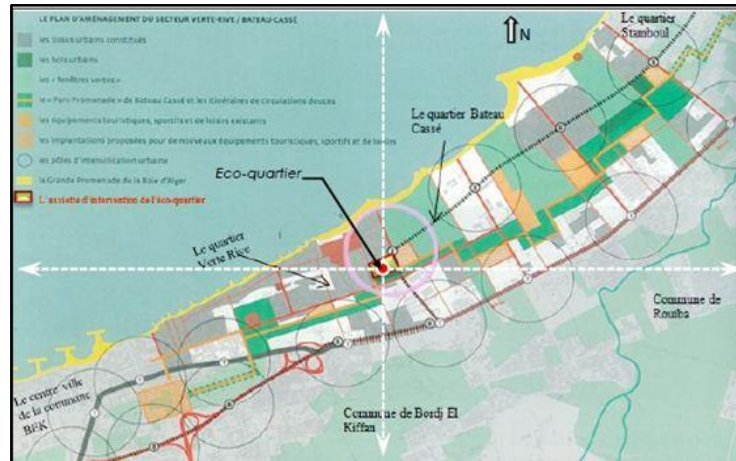 LE PLAN D'AMÉNAGEMENT DU SECTEUR VERTE-RIVE / BATEAU-CASSÉ
les tissus urbains constitués
les bois urbains
les « fenêtres vertes »
le « Parc Promenade » de Bateau Cassé et les itinéraires de circulations douces
les équipements touristiques, sportifs et de loisirs existants
les implantations proposées pour de nouveaux équipements touristiques, sportifs et de loisirs
les pôles d'intensification urbaine
la Grande Promenade de la Baie d'Alger
L'assiette d'intervention de l'éco-quartier
N
Le quartier
Stamboul
Le quartier Bateau
Cassé
Eco-quartier
Le quartier
Verte Rive
Commune de
Rouiba
Le centre ville
de la commune
BEK
Commune de Bordj El
Kiffan